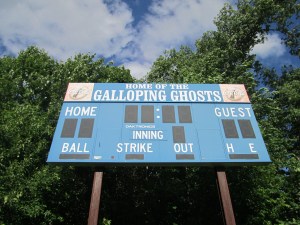 HOME OF THE
GALLOPING GHOSTS
HOME GUEST
INNING
BALL STRIKE OUT H E